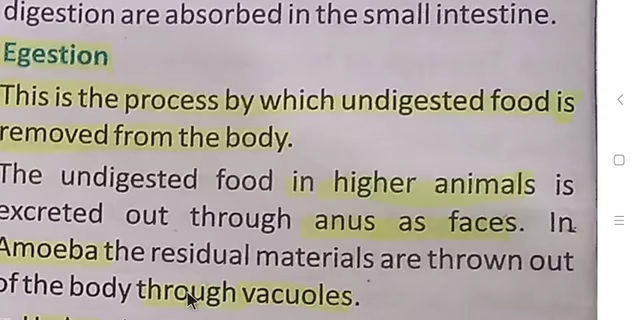 digestion are absorbed in the small intestine.
Egestion
This is the process by which undigested food is
removed from the body.
The undigested food in higher animals is
excreted out through anus as faces. In
Amoeba the residual materials are thrown out
of the body through vacuoles.